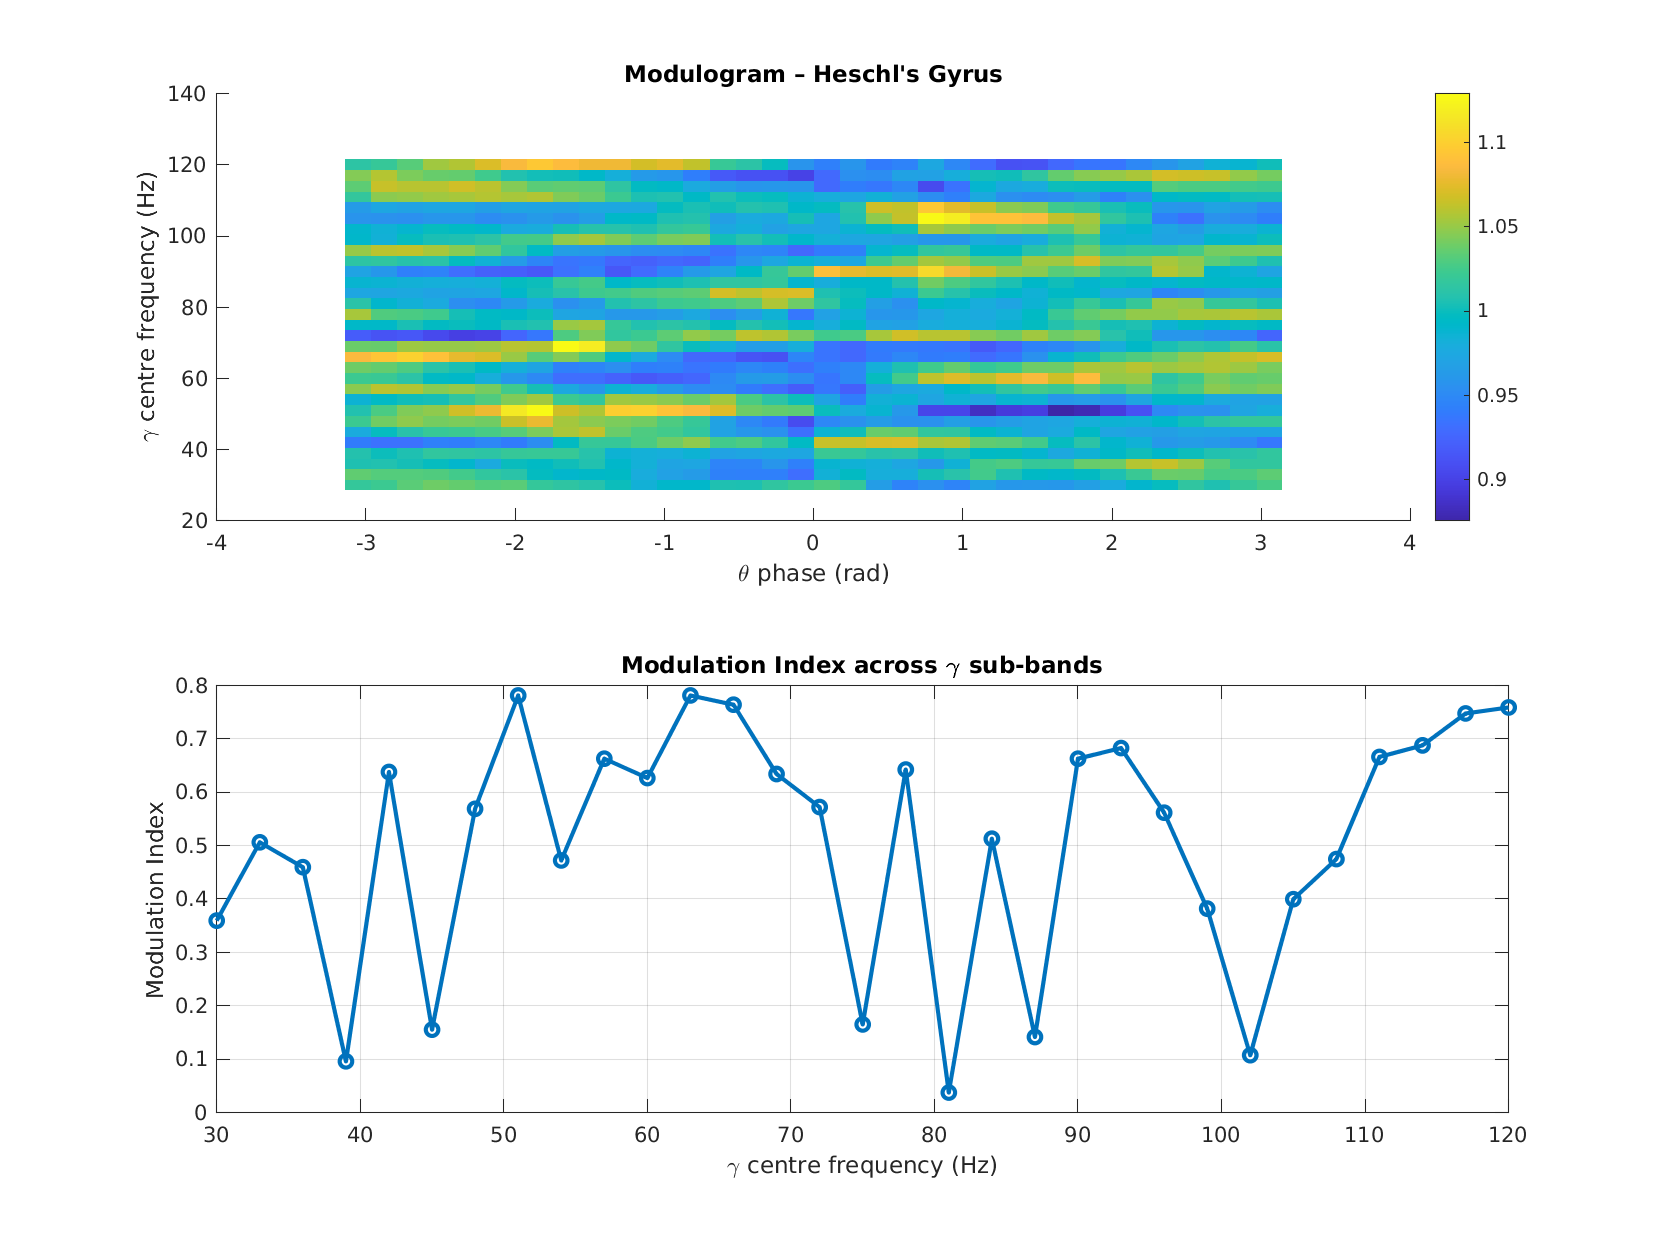 Modulogram – Heschl's Gyrus
γ centre frequency (Hz)
140
120
100
80
60
40
20
-4 -3 -2 -1 0 1 2 3 4
θ phase (rad)
1.1
1.05
1
0.95
0.9
Modulation Index across γ sub-bands
Modulation Index
0.8
0.7
0.6
0.5
0.4
0.3
0.2
0.1
0
30 40 50 60 70 80 90 100 110 120
γ centre frequency (Hz)